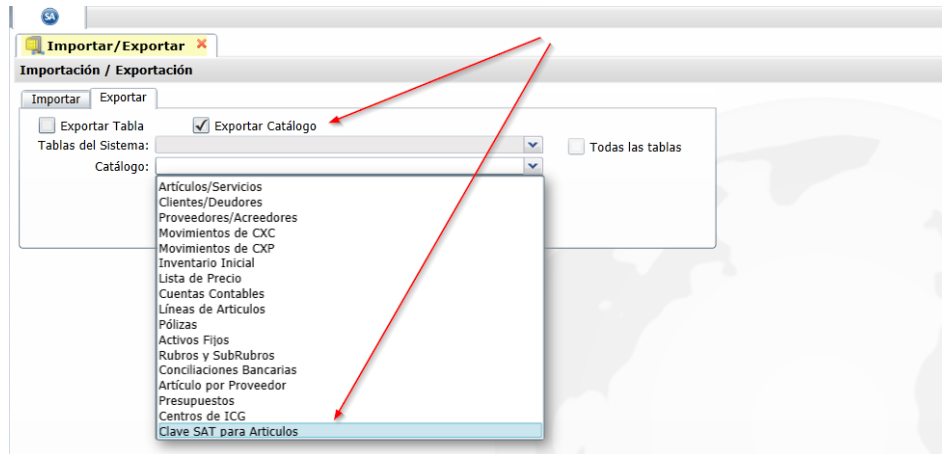 SA
Importar/Exportar
Importación / Exportación
Importar Exportar
Exportar Tabla Exportar Catálogo
Tablas del Sistema: Todas las tablas
Catálogo:
Artículos/Servicios
Clientes/Deudores
Proveedores/Acreedores
Movimientos de CXC
Movimientos de CXP
Inventario Inicial
Lista de Precio
Cuentas Contables
Líneas de Articulos
Pólizas
Activos Fijos
Rubros y SubRubros
Conciliaciones Bancarias
Artículo por Proveedor
Presupuestos
Centros de ICG
Clave SAT para Articulos